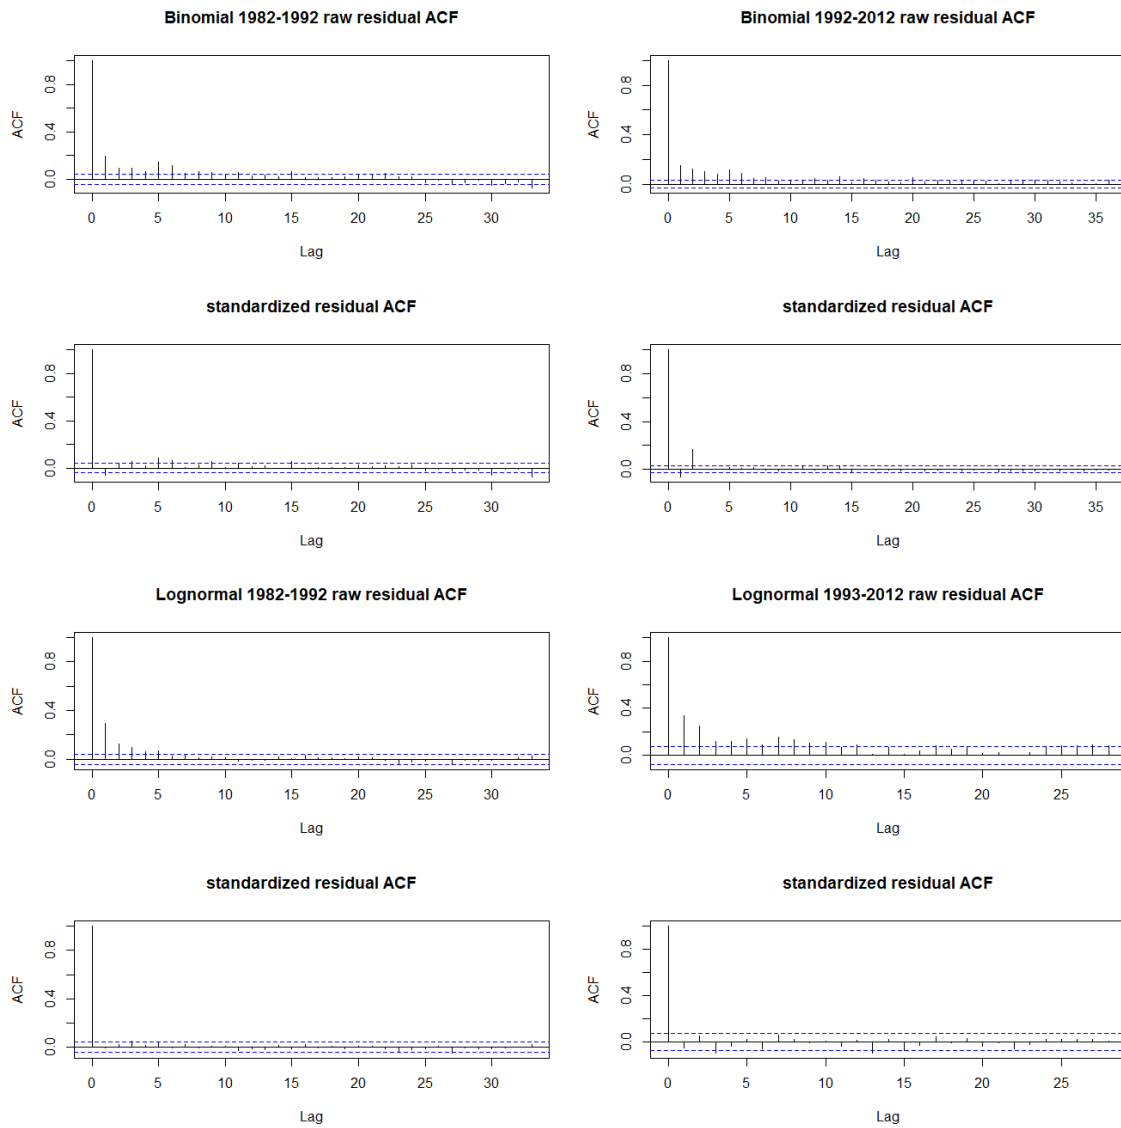 Binomial 1982-1992 raw residual ACF
ACF
0.0 0.4 0.8
0 5 10 15 20 25 30
Lag
Binomial 1992-2012 raw residual ACF
ACF
0.0 0.4 0.8
0 5 10 15 20 25 30 35
Lag
standardized residual ACF
ACF
0.0 0.4 0.8
0 5 10 15 20 25 30
Lag
standardized residual ACF
ACF
0.0 0.4 0.8
0 5 10 15 20 25 30 35
Lag
Lognormal 1982-1992 raw residual ACF
ACF
0.0 0.4 0.8
0 5 10 15 20 25 30
Lag
Lognormal 1993-2012 raw residual ACF
ACF
0.0 0.4 0.8
0 5 10 15 20 25
Lag
standardized residual ACF
ACF
0.0 0.4 0.8
0 5 10 15 20 25 30
Lag
standardized residual ACF
ACF
0.0 0.4 0.8
0 5 10 15 20 25
Lag